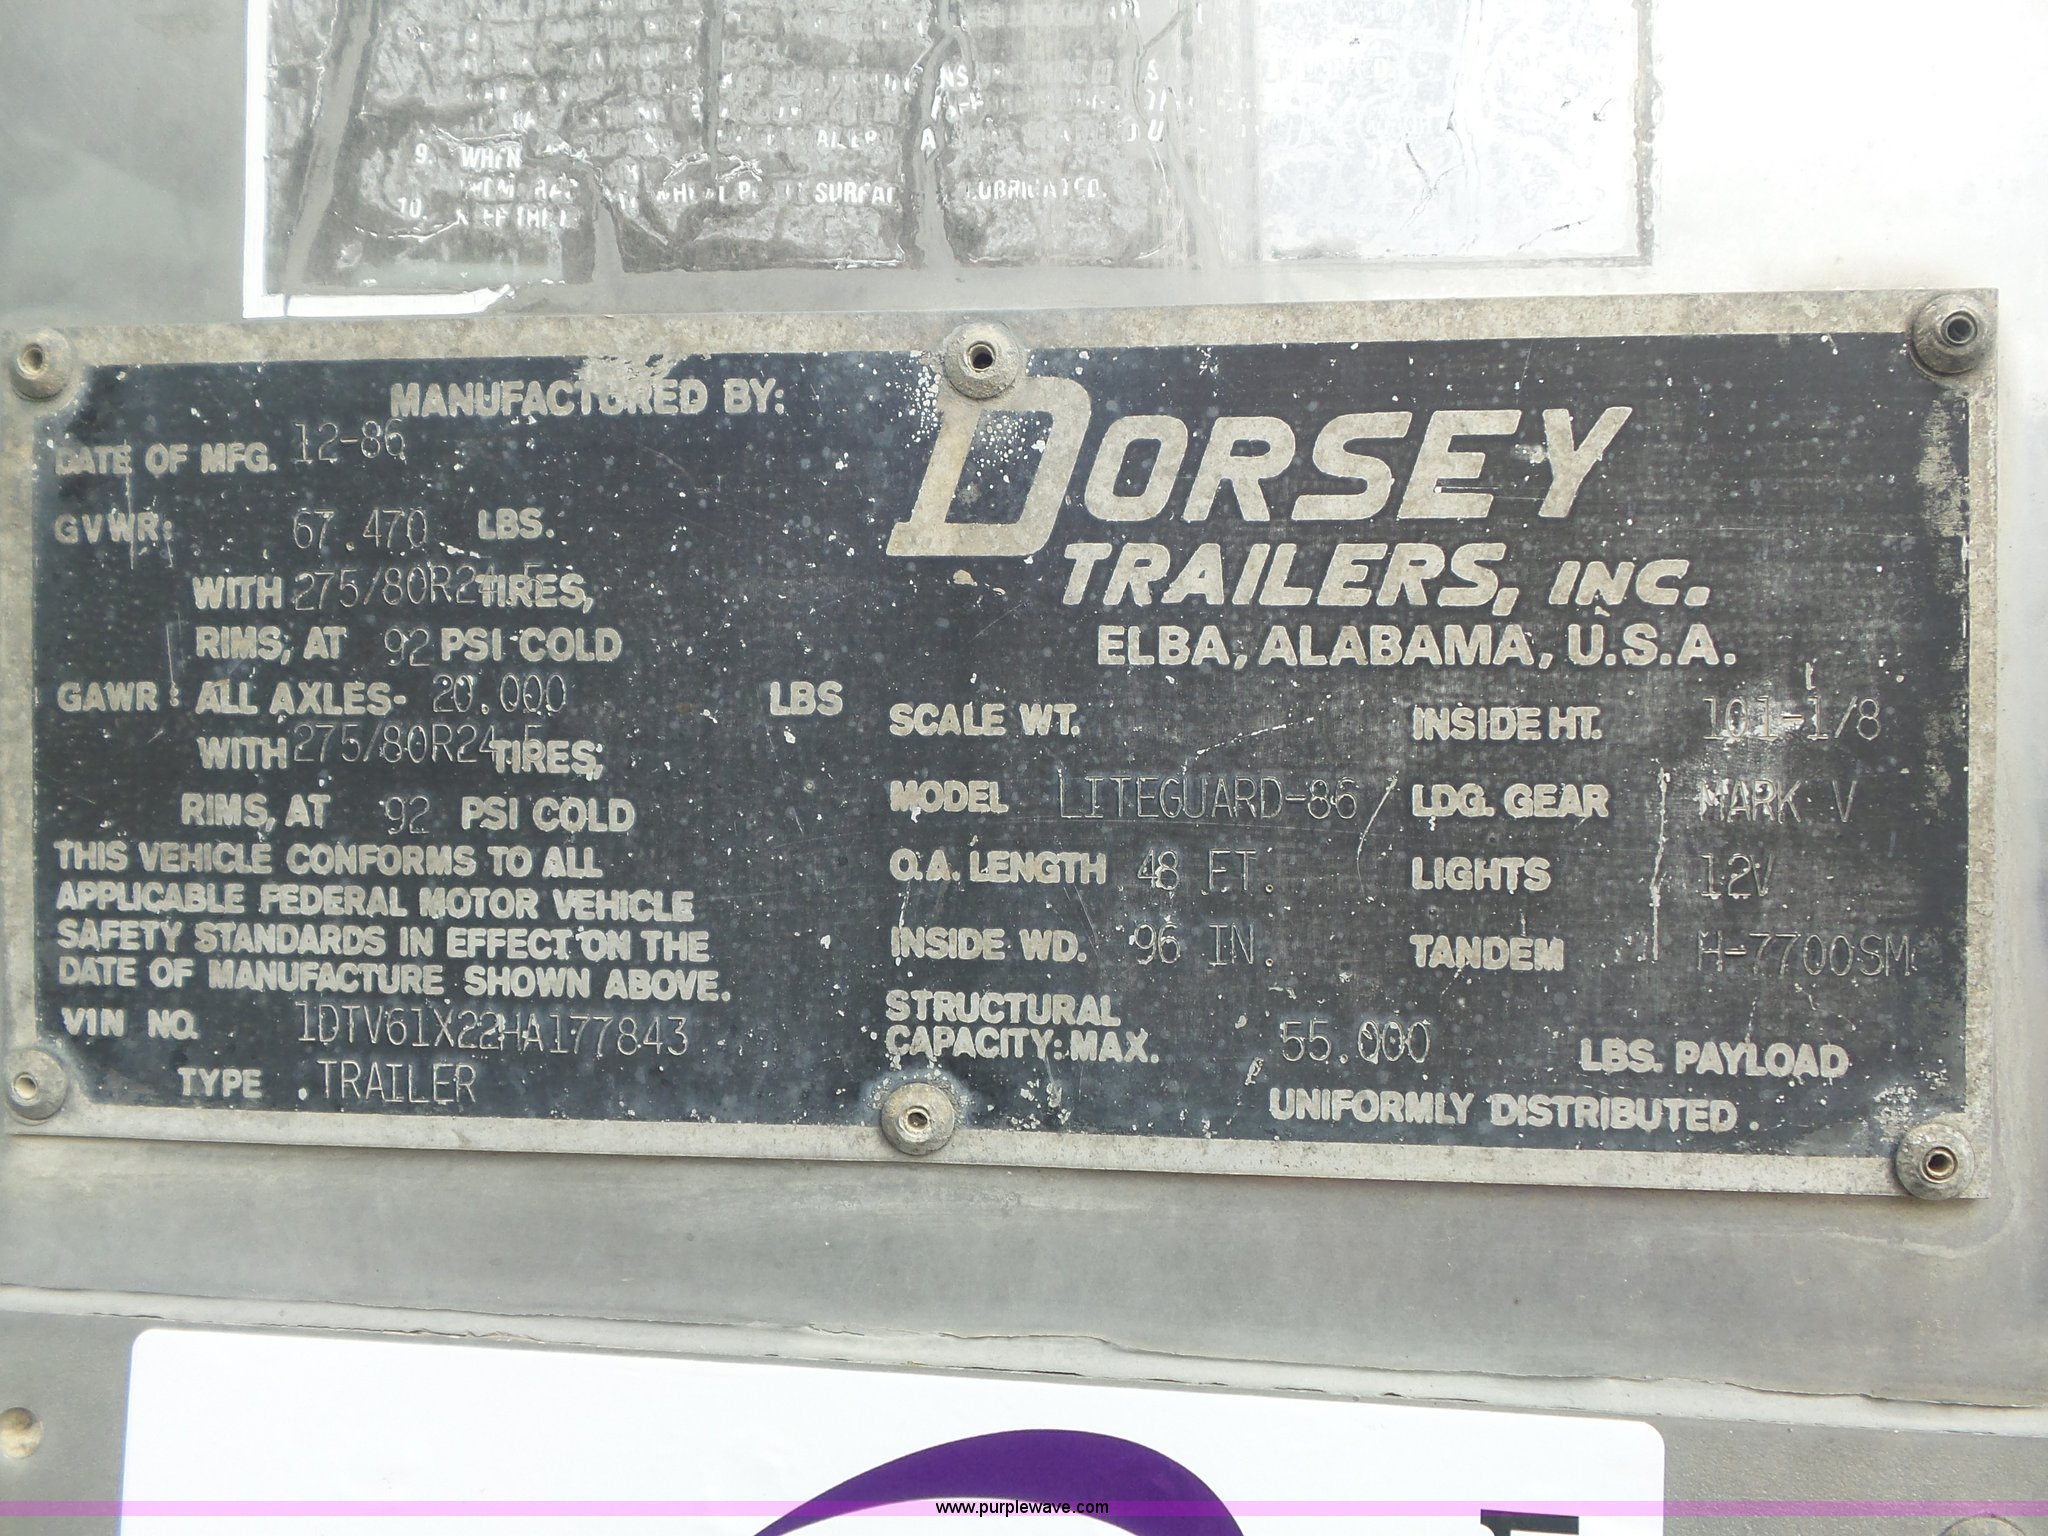 9. WHEN
10.
SURFA
LUBRICATED.
MANUFACTURED BY:
DATE OF MFG. 12-86
GVWR: 67.470 LBS.
WITH 275/80R24.5 TIRES,
RIMS, AT 92 PSI COLD
GAWR: ALL AXLES- 20.000 LBS
WITH 275/80R24.5 TIRES;
RIMS, AT 92 PSI COLD
THIS VEHICLE CONFORMS TO ALL
APPLICABLE FEDERAL MOTOR VEHICLE
SAFETY STANDARDS IN EFFECT ON THE
DATE OF MANUFACTURE SHOWN ABOVE.
VIN NO. 1DTV61X22HA177843
TYPE TRAILER
DORSEY
TRAILERS, INC.
ELBA, ALABAMA, U.S.A.
SCALE WT. INSIDE HT. 101-1/8
MODEL LITEGUARD-86 LDG. GEAR MARK V
O.A. LENGTH 48 FT. LIGHTS 12V
INSIDE WD. 96 IN. TANDEM H-7700SM
STRUCTURAL
CAPACITY: MAX. 55.000 LBS. PAYLOAD
UNIFORMLY DISTRIBUTED.
www.purplewave.com